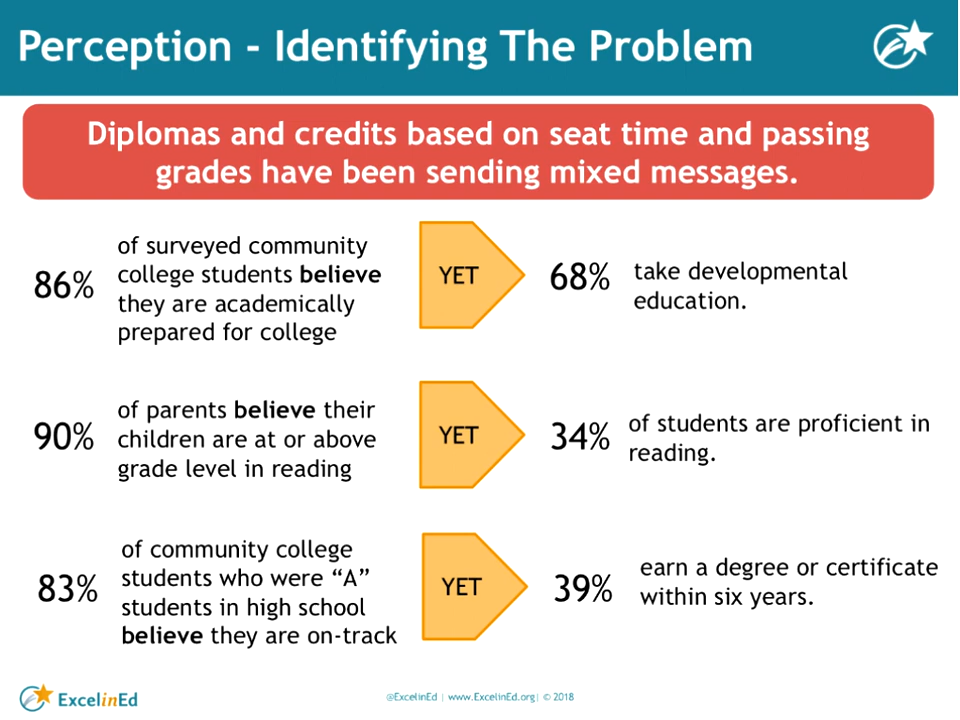 Perception - Identifying The Problem
Diplomas and credits based on seat time and passing
grades have been sending mixed messages.
86%
of surveyed community
college students believe
they are academically
prepared for college
YET
68%
take developmental
education.
90%
of parents believe their
children are at or above
grade level in reading
YET
34%
of students are proficient in
reading.
83%
of community college
students who were “A”
students in high school
believe they are on-track
YET
39%
earn a degree or certificate
within six years.
ExcelinEd
@ExcelinEd | www.ExcelinEd.org| © 2018